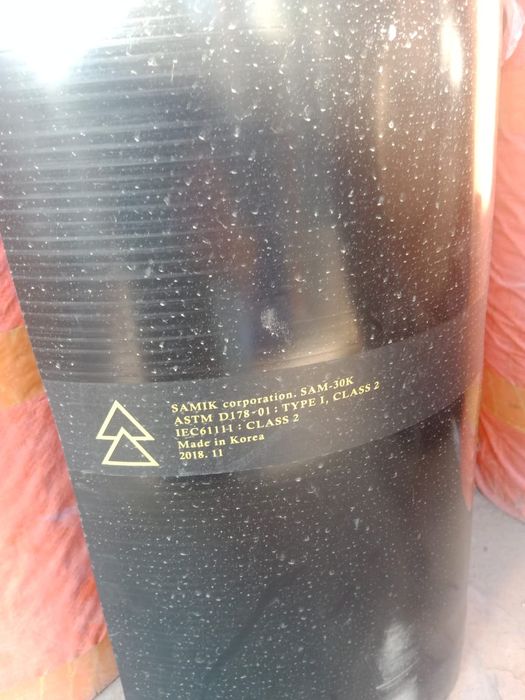 SAMIK corporation. SAM-30K
ASTM D178-01 : TYPE I, CLASS 2
IEC61111 : CLASS 2
Made in Korea
2018. 11